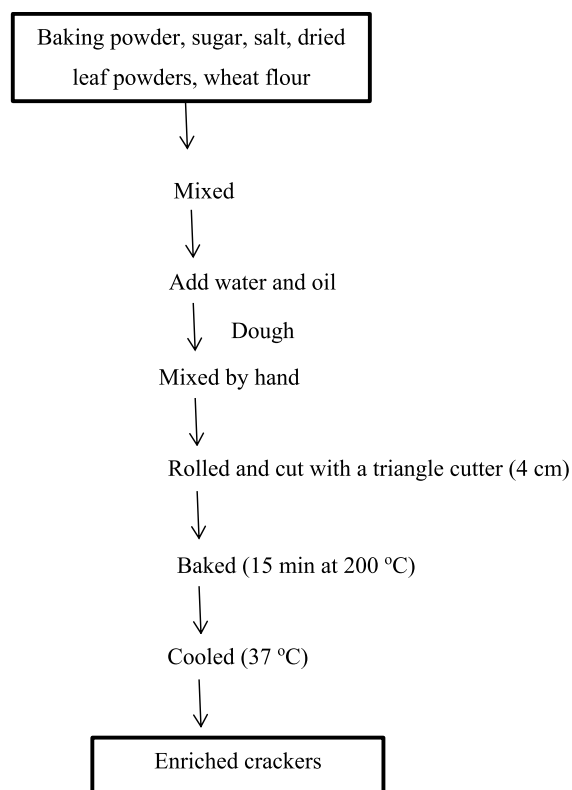 Baking powder, sugar, salt, dried
leaf powders, wheat flour
Mixed
Add water and oil
Dough
Mixed by hand
Rolled and cut with a triangle cutter (4 cm)
Baked (15 min at 200 ºC)
Cooled (37 ºC)
Enriched crackers